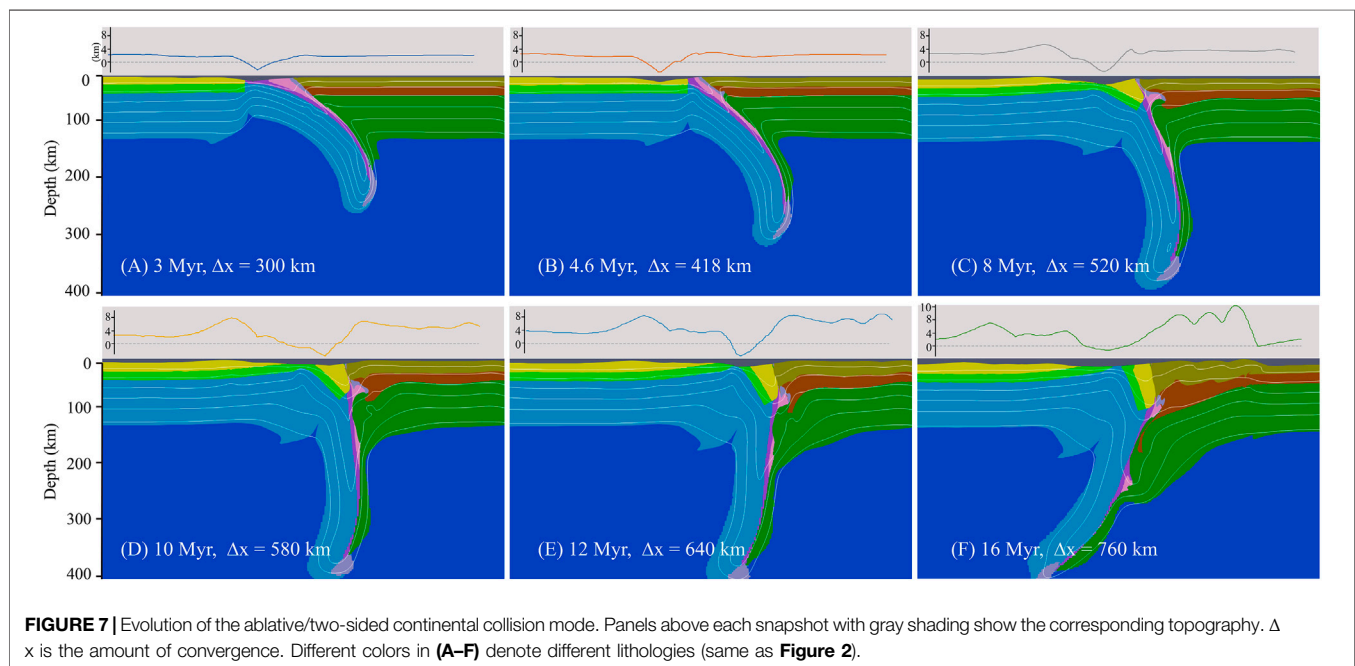 8
4
0
(km)
8
4
0
8
4
0
0
100
200
300
400
Depth (km)
(A) 3 Myr, Δx = 300 km
(B) 4.6 Myr, Δx = 418 km
(C) 8 Myr, Δx = 520 km
8
4
0
8
4
0
10
8
4
0
0
100
200
300
400
Depth (km)
(D) 10 Myr, Δx = 580 km
(E) 12 Myr, Δx = 640 km
(F) 16 Myr, Δx = 760 km
FIGURE 7 | Evolution of the ablative/two-sided continental collision mode. Panels above each snapshot with gray shading show the corresponding topography. Δ
x is the amount of convergence. Different colors in (A–F) denote different lithologies (same as Figure 2).